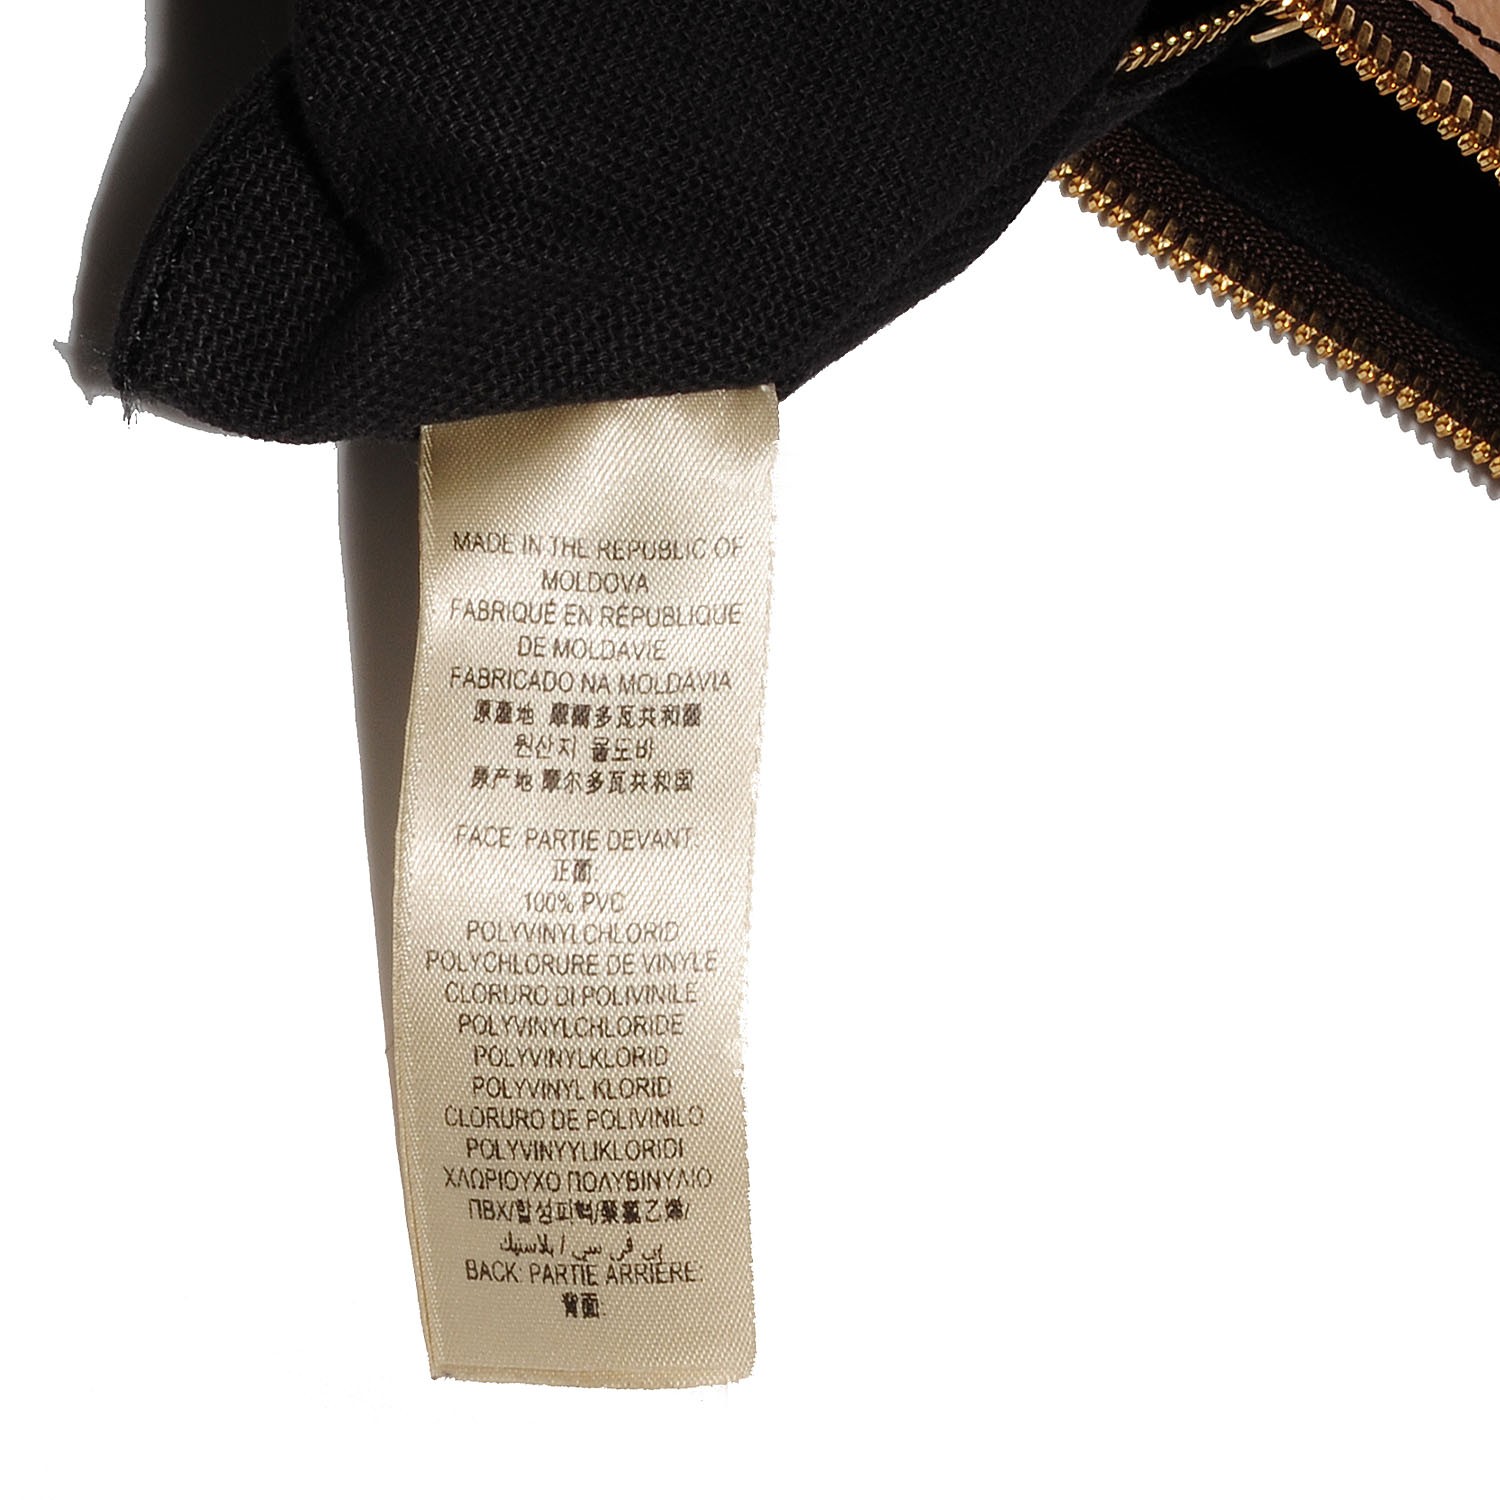 MADE IN THE REPUBLIC OF
MOLDOVA
FABRIQUÉ EN RÉPUBLIQUE
DE MOLDAVIE
FABRICADO NA MOLDÁVIA
原產地 摩爾多瓦共和國
원산지 몰도바
原产地 摩尔多瓦共和国
FACE: PARTIE DEVANT:
正面:
100% PVC
POLYVINYLCHLORID
POLYCHLORURE DE VINYLE
CLORURO DI POLIVINILE
POLYVINYLCHLORIDE
POLYVINYLKLORID
POLYVINYL KLORID
CLORURO DE POLIVINILO
POLYVINYYLIKLORIDI
ΧΛΩΡΙΟΥΧΟ ΠΟΛΥΒΙΝΥΛΙΟ
ПВХ/합성피혁/聚氯乙烯/
پي في سي / بلاستيك
BACK: PARTIE ARRIÈRE:
背面: